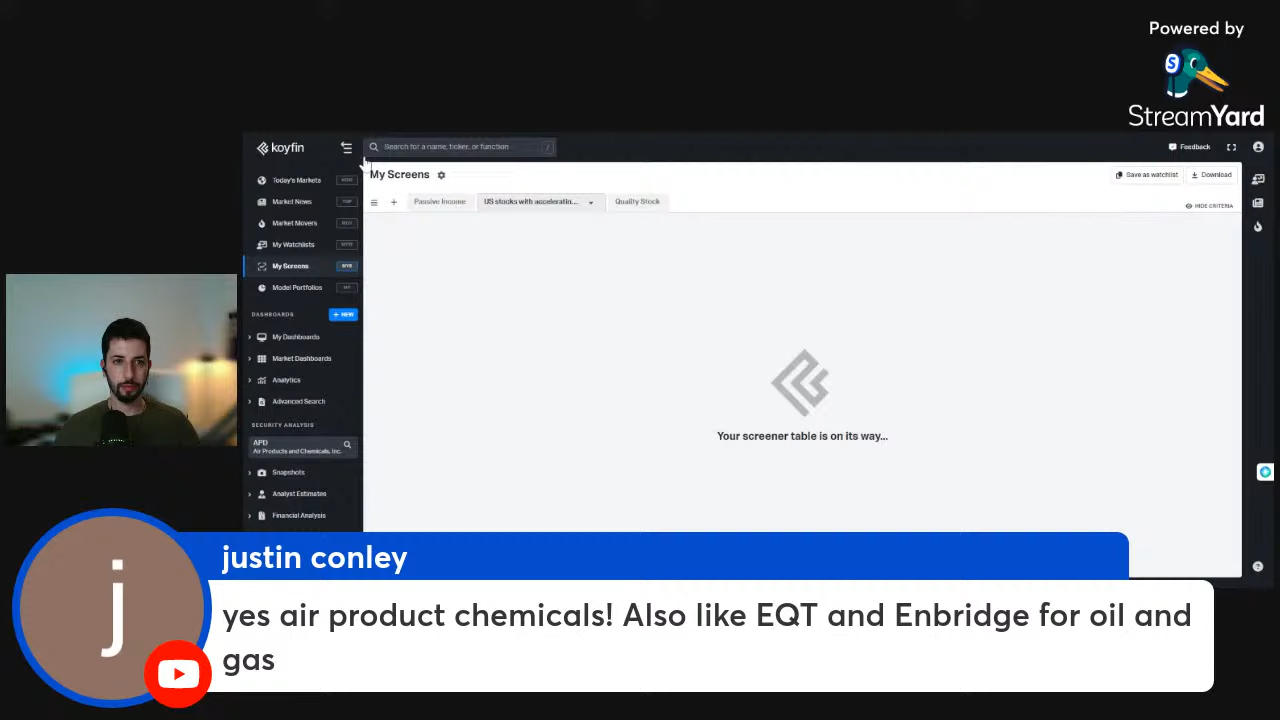 Powered by
StreamYard
koyfin
Search for a name, ticker, or function
/
Feedback
Today's Markets
Market News
TOP
Market Movers
My Watchlists
My Screens
MYS
Model Portfolios
DASHBOARDS
+ NEW
My Dashboards
Market Dashboards
Analytics
Advanced Search
SECURITY ANALYSIS
APD
Air Products and Chemicals, Inc.
Snapshots
Analyst Estimates
Financial Analysis
My Screens
Save as watchlist
Download
Passive Income
US stocks with acceleratin...
Quality Stock
HIDE CRITERIA
Your screener table is on its way...
j
justin conley
yes air product chemicals! Also like EQT and Enbridge for oil and
gas